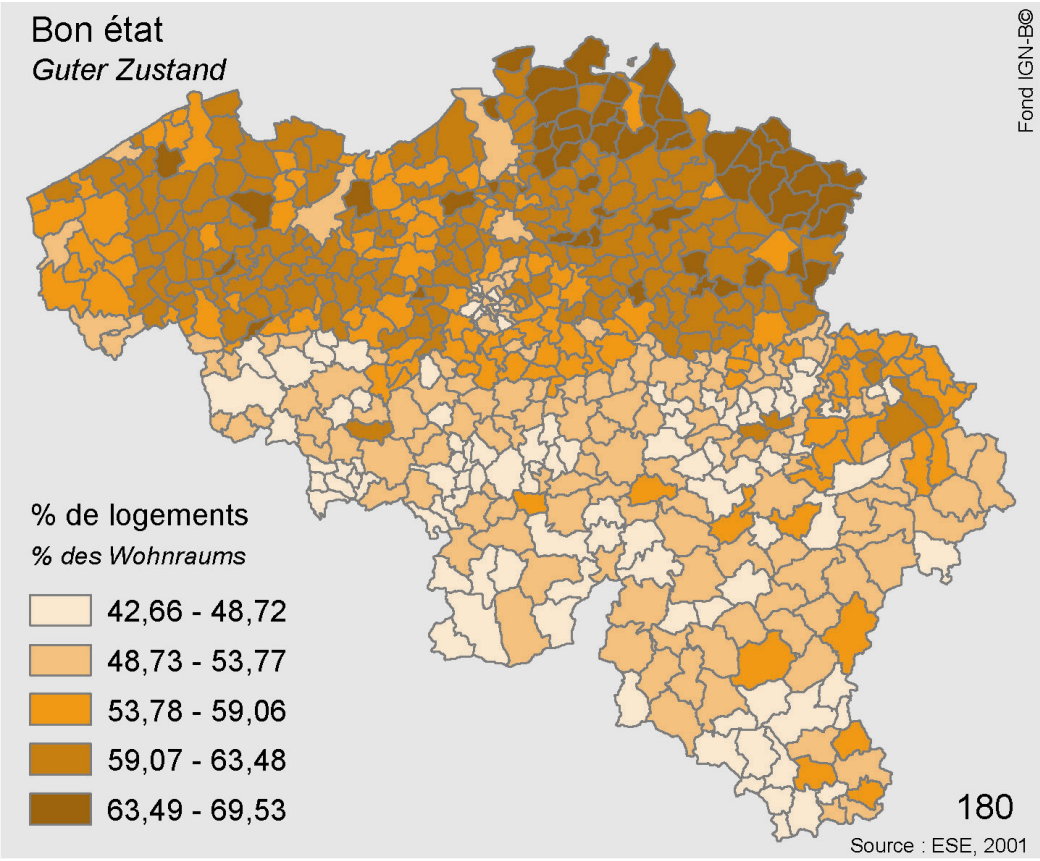 Bon état
Guter Zustand
Fond IGN-B©
% de logements
% des Wohnraums
42,66 - 48,72
48,73 - 53,77
53,78 - 59,06
59,07 - 63,48
63,49 - 69,53
180
Source : ESE, 2001